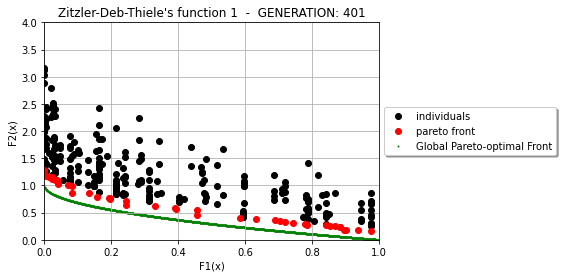 Zitzler-Deb-Thiele's function 1 - GENERATION: 401
4.0
3.5
3.0
2.5
2.0
1.5
1.0
0.5
0.0
F2(x)
0.0 0.2 0.4 0.6 0.8 1.0
F1(x)
individuals
pareto front
Global Pareto-optimal Front